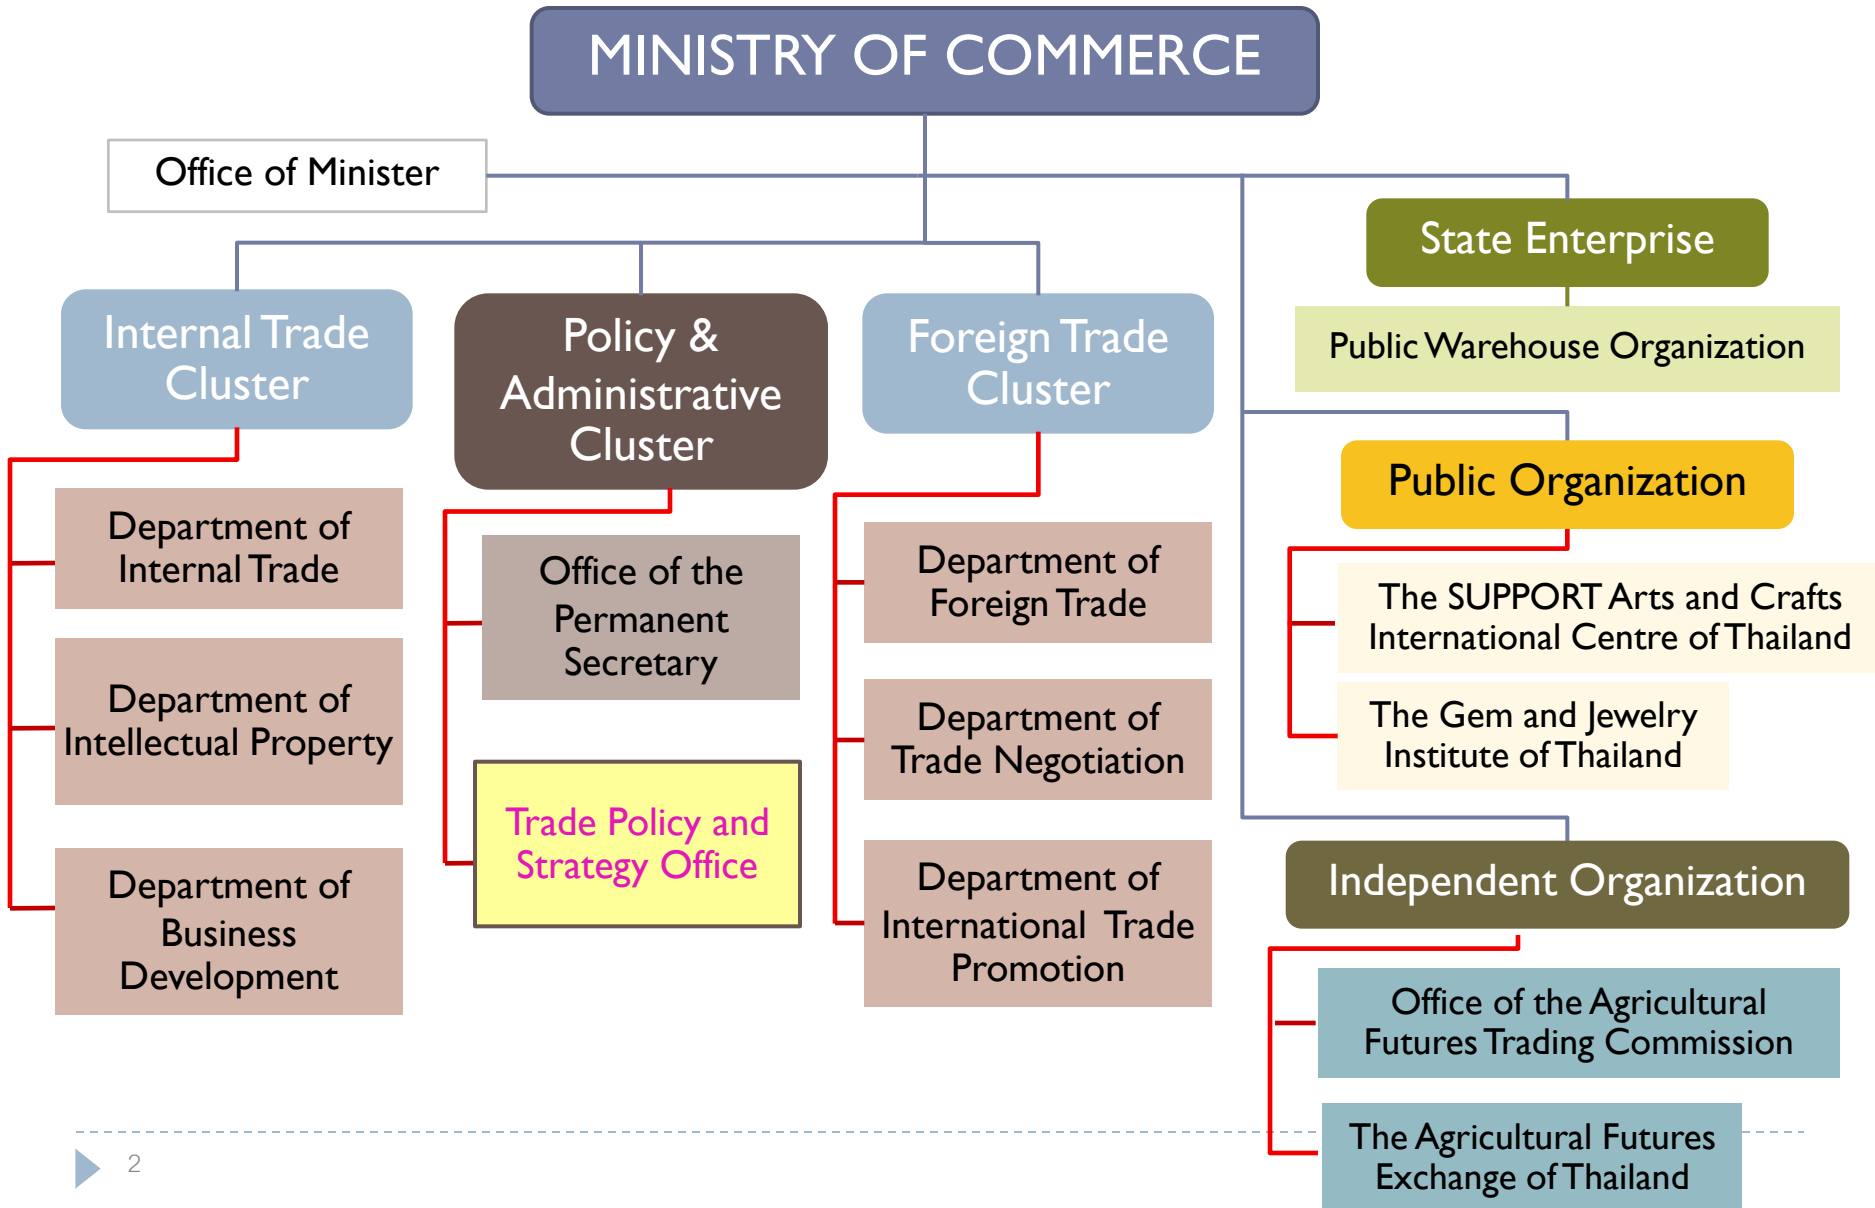 MINISTRY OF COMMERCE
Office of Minister
State Enterprise
Public Warehouse Organization
Internal Trade
Cluster
Policy &
Administrative
Cluster
Foreign Trade
Cluster
Department of
Internal Trade
Department of
Intellectual Property
Department of
Business
Development
Office of the
Permanent
Secretary
Trade Policy and
Strategy Office
Department of
Foreign Trade
Department of
Trade Negotiation
Department of
International Trade
Promotion
Public Organization
The SUPPORT Arts and Crafts
International Centre of Thailand
The Gem and Jewelry
Institute of Thailand
Independent Organization
Office of the Agricultural
Futures Trading Commission
The Agricultural Futures
Exchange of Thailand
2